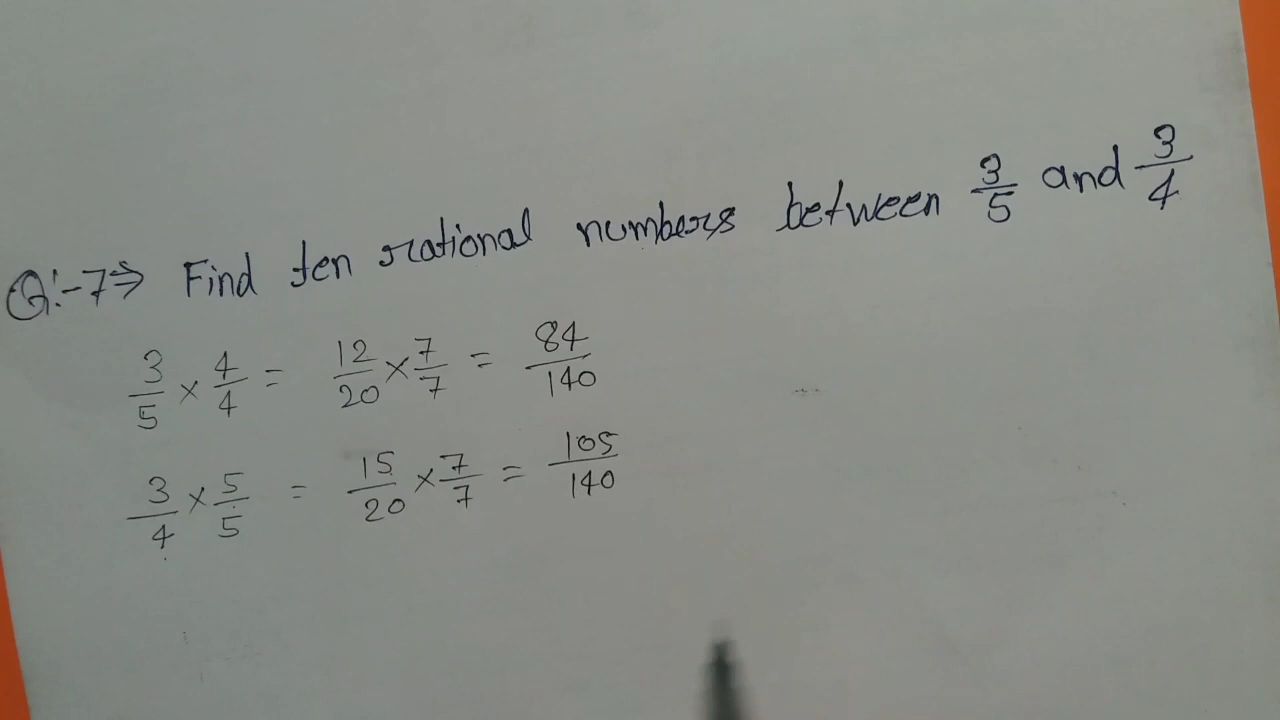 Q:-7⇒ Find ten rational numbers between 3/5 and 3/4
3/5 × 4/4 = 12/20 × 7/7 = 84/140
3/4 × 5/5 = 15/20 × 7/7 = 105/140